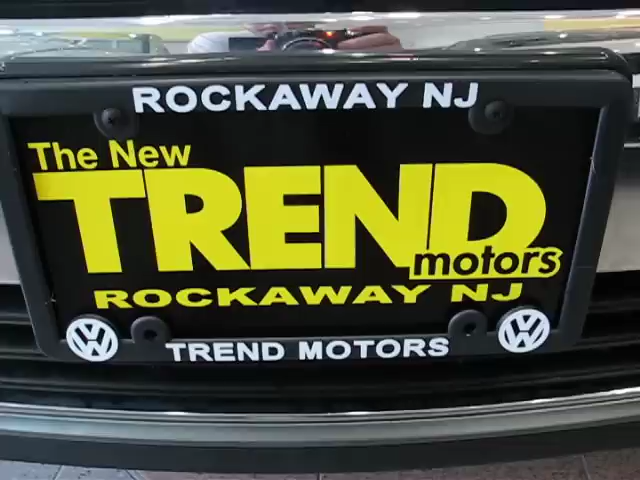 ROCKAWAY NJ
The New
TREND
motors
ROCKAWAY NJ
TREND MOTORS